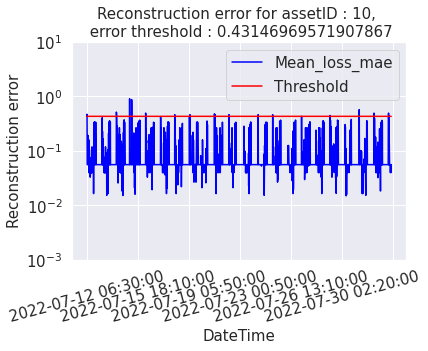 Reconstruction error for assetID : 10,
error threshold : 0.43146969571907867
Mean_loss_mae
Threshold
10¹
10⁰
10⁻¹
10⁻²
10⁻³
Reconstruction error
2022-07-12 06:30:00
2022-07-15 18:10:00
2022-07-19 05:50:00
2022-07-23 00:50:00
2022-07-26 13:10:00
2022-07-30 02:20:00
DateTime